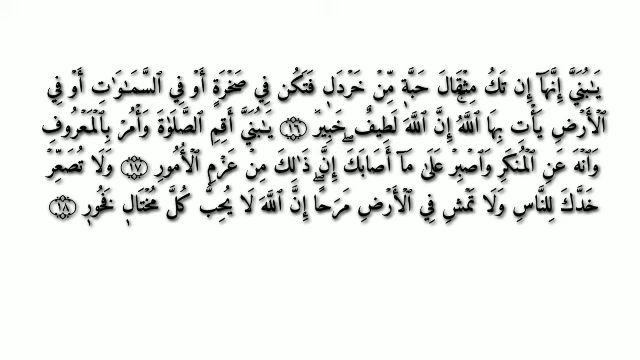 يَـٰبُنَىَّ إِنَّهَآ إِن تَكُ مِثْقَالَ حَبَّةٍ مِّنْ خَرْدَلٍ فَتَكُن فِى صَخْرَةٍ أَوْ فِى ٱلسَّمَـٰوَٰتِ أَوْ فِى
ٱلْأَرْضِ يَأْتِ بِهَا ٱللَّهُ إِنَّ ٱللَّهَ لَطِيفٌ خَبِيرٌ ١٦ يَـٰبُنَىَّ أَقِمِ ٱلصَّلَوٰةَ وَأْمُرْ بِٱلْمَعْرُوفِ
وَٱنْهَ عَنِ ٱلْمُنكَرِ وَٱصْبِرْ عَلَىٰ مَآ أَصَابَكَ ۖ إِنَّ ذَٰلِكَ مِنْ عَزْمِ ٱلْأُمُورِ ١٧ وَلَا تُصَعِّرْ
خَدَّكَ لِلنَّاسِ وَلَا تَمْشِ فِى ٱلْأَرْضِ مَرَحًا ۖ إِنَّ ٱللَّهَ لَا يُحِبُّ كُلَّ مُخْتَالٍ فَخُورٍ ١٨